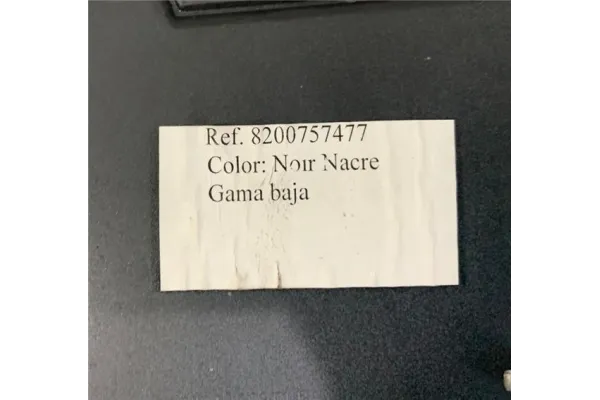 Ref. 8200757477
Color: Noir Nacre
Gama baja